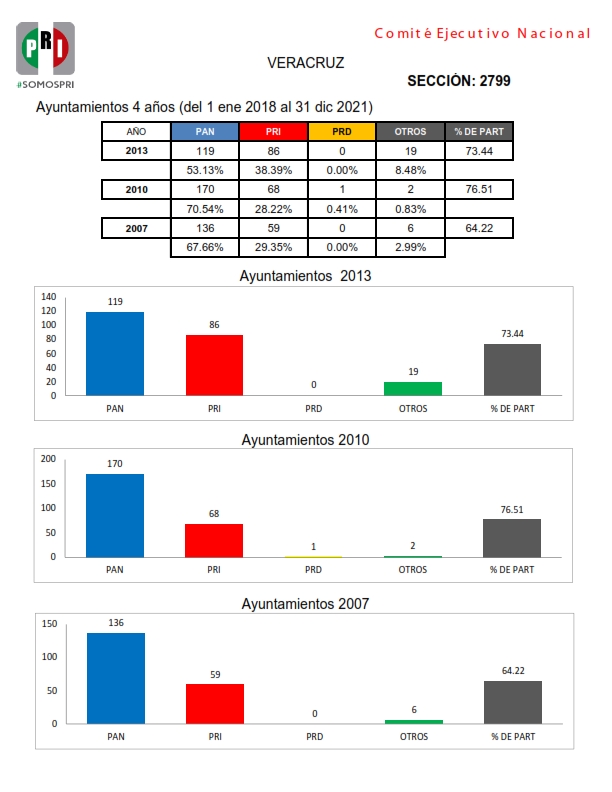 Comité Ejecutivo Nacional
PRI
#SOMOSPRI
VERACRUZ
SECCIÓN: 2799
Ayuntamientos 4 años (del 1 ene 2018 al 31 dic 2021)
AÑO PAN PRI PRD OTROS % DE PART
2013 119 86 0 19 73.44
53.13% 38.39% 0.00% 8.48%
2010 170 68 1 2 76.51
70.54% 28.22% 0.41% 0.83%
2007 136 59 0 6 64.22
67.66% 29.35% 0.00% 2.99%
Ayuntamientos 2013
140
120
100
80
60
40
20
0
119 86 0 19 73.44
PAN PRI PRD OTROS % DE PART
Ayuntamientos 2010
200
150
100
50
0
170 68 1 2 76.51
PAN PRI PRD OTROS % DE PART
Ayuntamientos 2007
150
100
50
0
136 59 0 6 64.22
PAN PRI PRD OTROS % DE PART